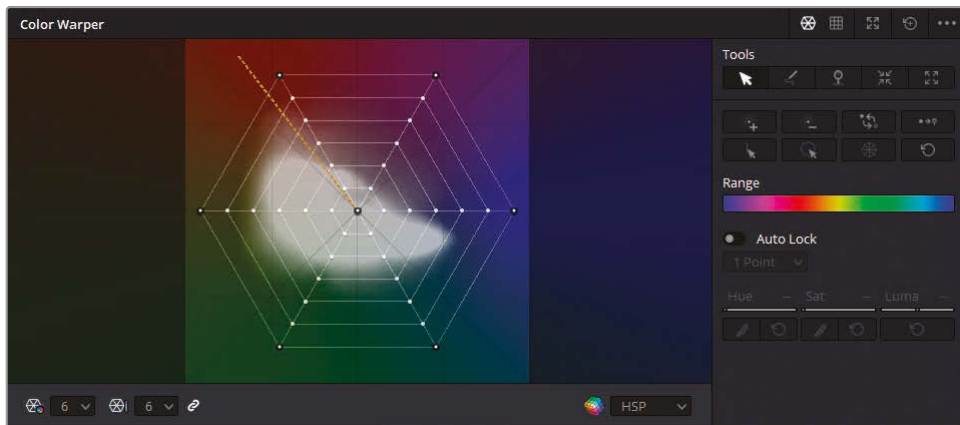 Color Warper
Tools
Range
Auto Lock
1 Point
Hue
Sat
Luma
6
6
HSP